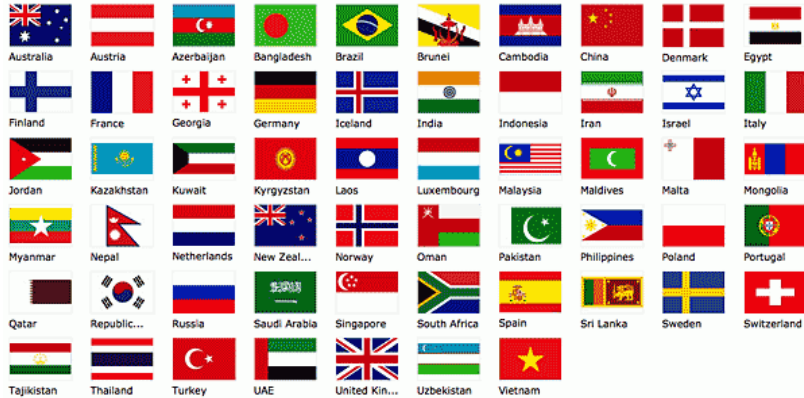 Australia Austria Azerbaijan Bangladesh Brazil Brunei Cambodia China Denmark Egypt
Finland France Georgia Germany Iceland India Indonesia Iran Israel Italy
Jordan Kazakhstan Kuwait Kyrgyzstan Laos Luxembourg Malaysia Maldives Malta Mongolia
Myanmar Nepal Netherlands New Zeal... Norway Oman Pakistan Philippines Poland Portugal
Qatar Republic... Russia Saudi Arabia Singapore South Africa Spain Sri Lanka Sweden Switzerland
Tajikistan Thailand Turkey UAE United Kin... Uzbekistan Vietnam